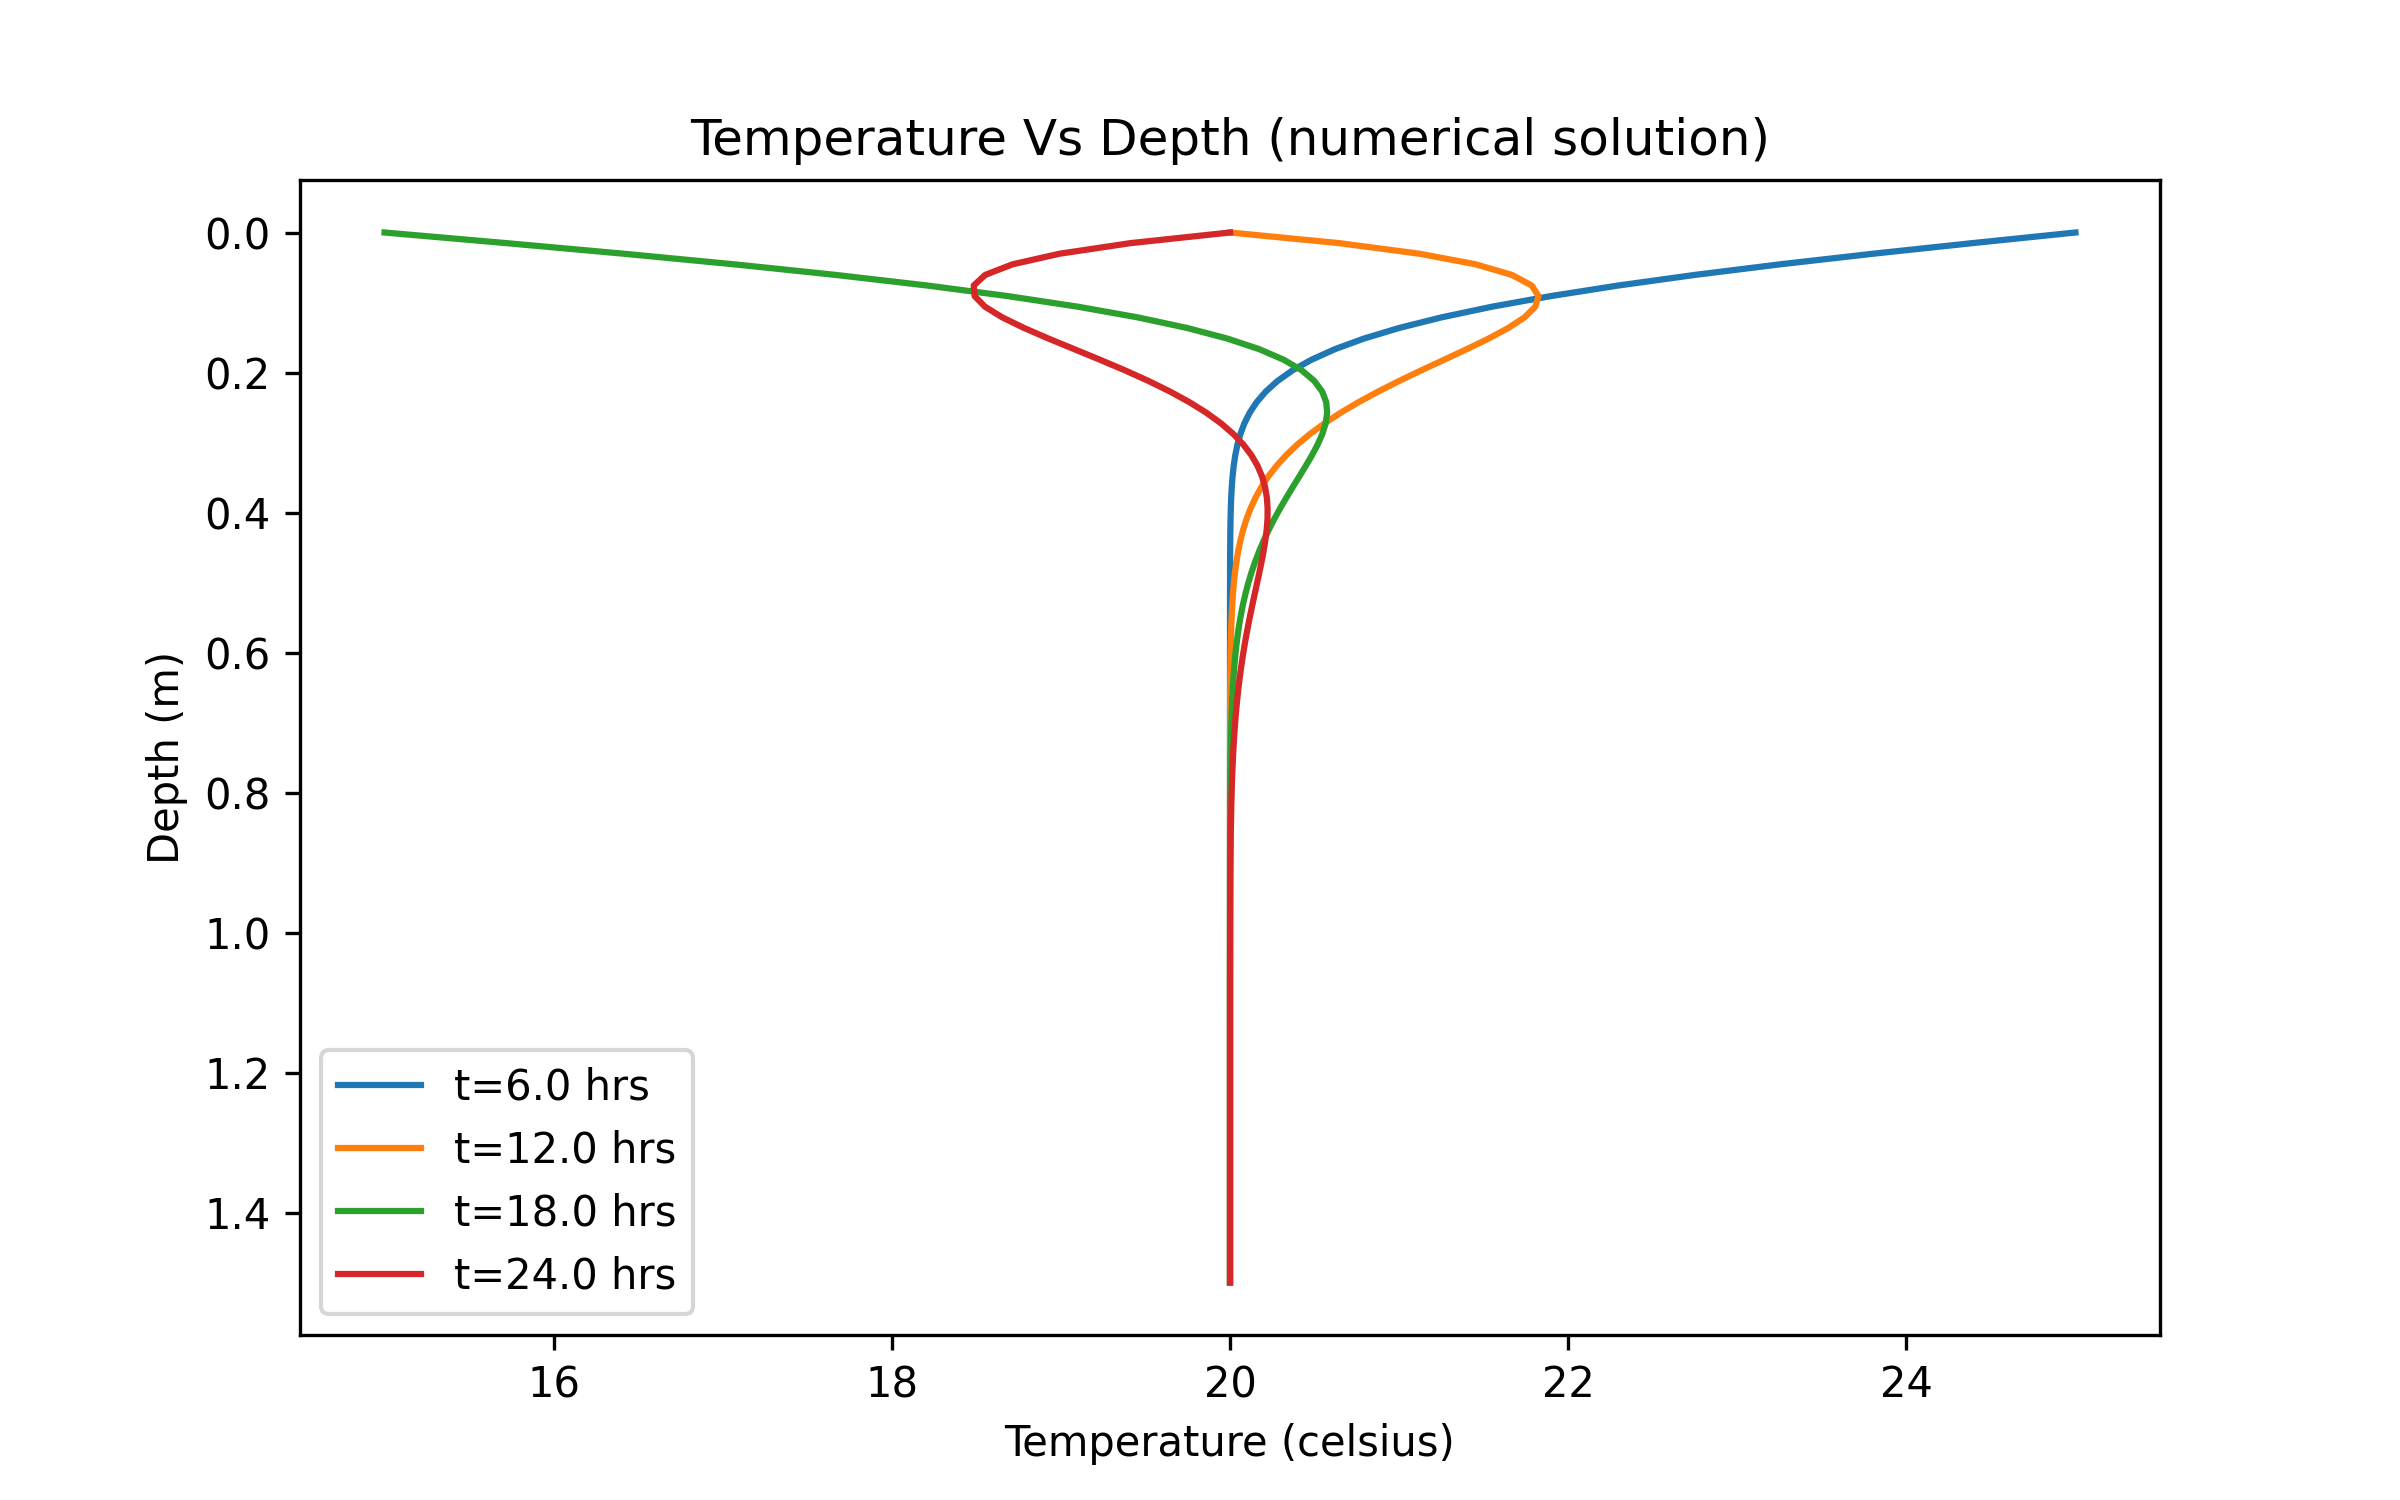 Temperature Vs Depth (numerical solution)
0.0
0.2
0.4
0.6
0.8
1.0
1.2
1.4
Depth (m)
t=6.0 hrs
t=12.0 hrs
t=18.0 hrs
t=24.0 hrs
16 18 20 22 24
Temperature (celsius)